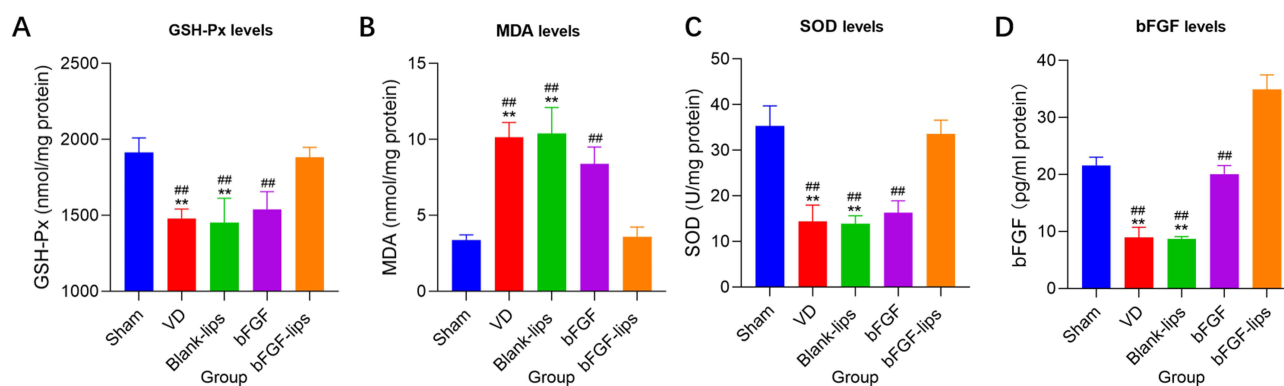 A
GSH-Px levels
GSH-Px (nmol/mg protein)
2500
2000
1500
1000
##
**
##
**
##
Sham
VD
Blank-lips
bFGF
bFGF-lips
Group
B
MDA levels
MDA (nmol/mg protein)
15
10
5
0
##
**
##
**
##
Sham
VD
Blank-lips
bFGF
bFGF-lips
Group
C
SOD levels
SOD (U/mg protein)
50
40
30
20
10
0
##
**
##
**
##
Sham
VD
Blank-lips
bFGF
bFGF-lips
Group
D
bFGF levels
bFGF（pg/ml protein）
40
30
20
10
0
##
**
##
**
##
Sham
VD
Blank-lips
bFGF
bFGF-lips
Group